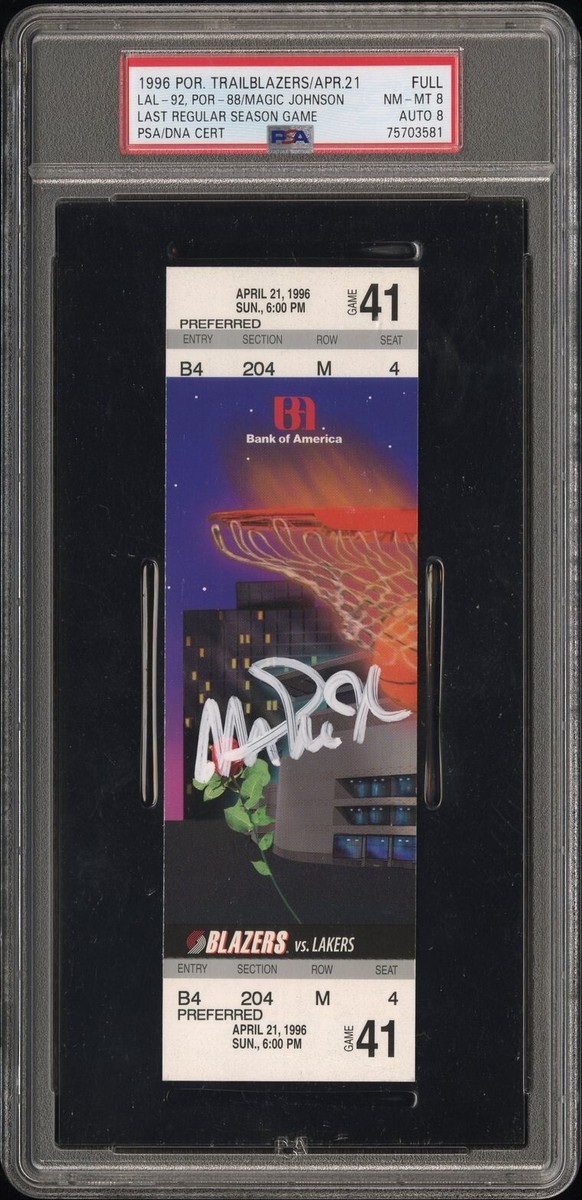 1996 POR. TRAILBLAZERS/APR.21 FULL
LAL-92, POR-88/MAGIC JOHNSON NM-MT 8
LAST REGULAR SEASON GAME AUTO 8
PSA/DNA CERT PSA 75703581
APRIL 21, 1996
SUN., 6:00 PM
GAME 41
PREFERRED
ENTRY SECTION ROW SEAT
B4 204 M 4
BA
Bank of America
BLAZERS vs. LAKERS
ENTRY SECTION ROW SEAT
B4 204 M 4
PREFERRED
APRIL 21, 1996
SUN., 6:00 PM
GAME 41
PSA